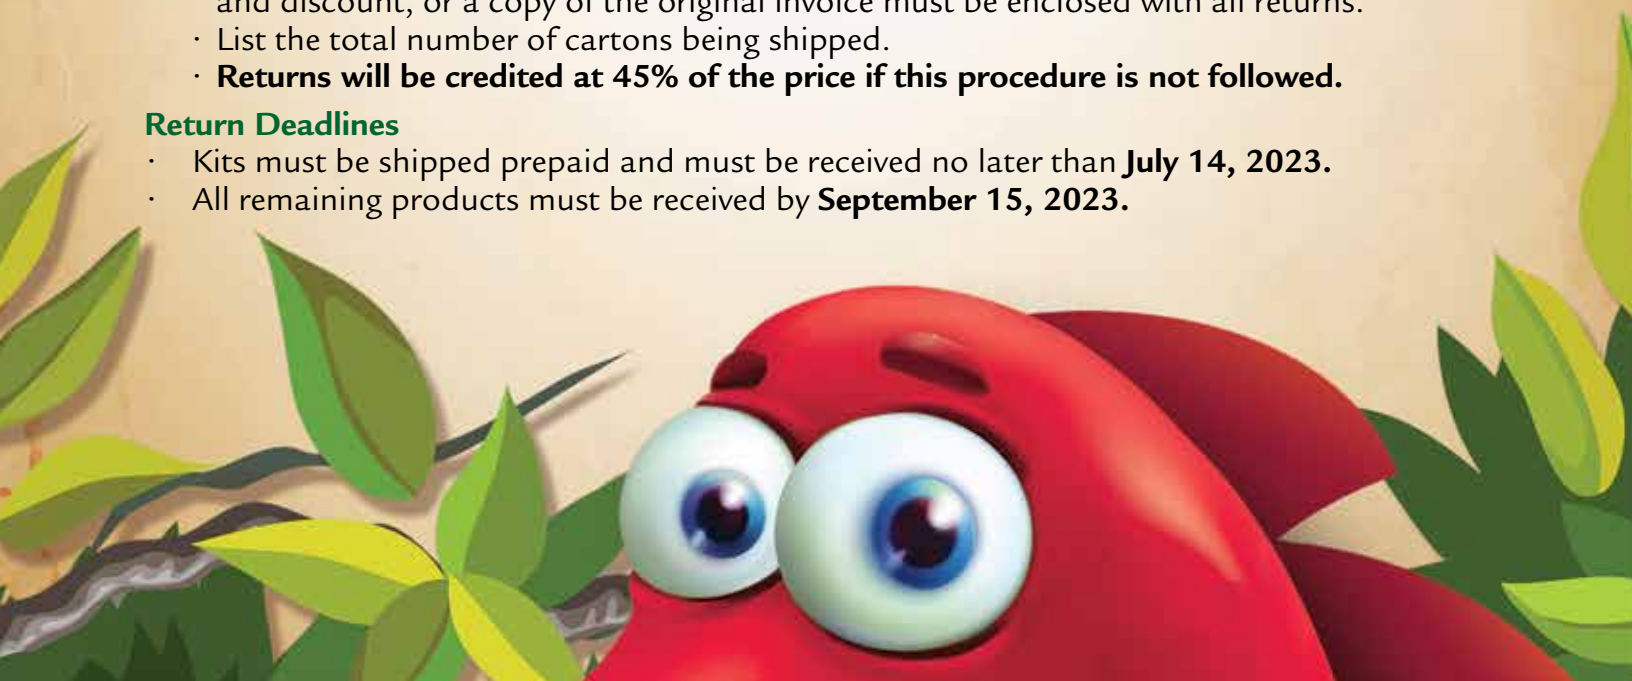 and discount, or a copy of the original invoice must be enclosed with all returns.
· List the total number of cartons being shipped.
· Returns will be credited at 45% of the price if this procedure is not followed.
Return Deadlines
· Kits must be shipped prepaid and must be received no later than July 14, 2023.
· All remaining products must be received by September 15, 2023.